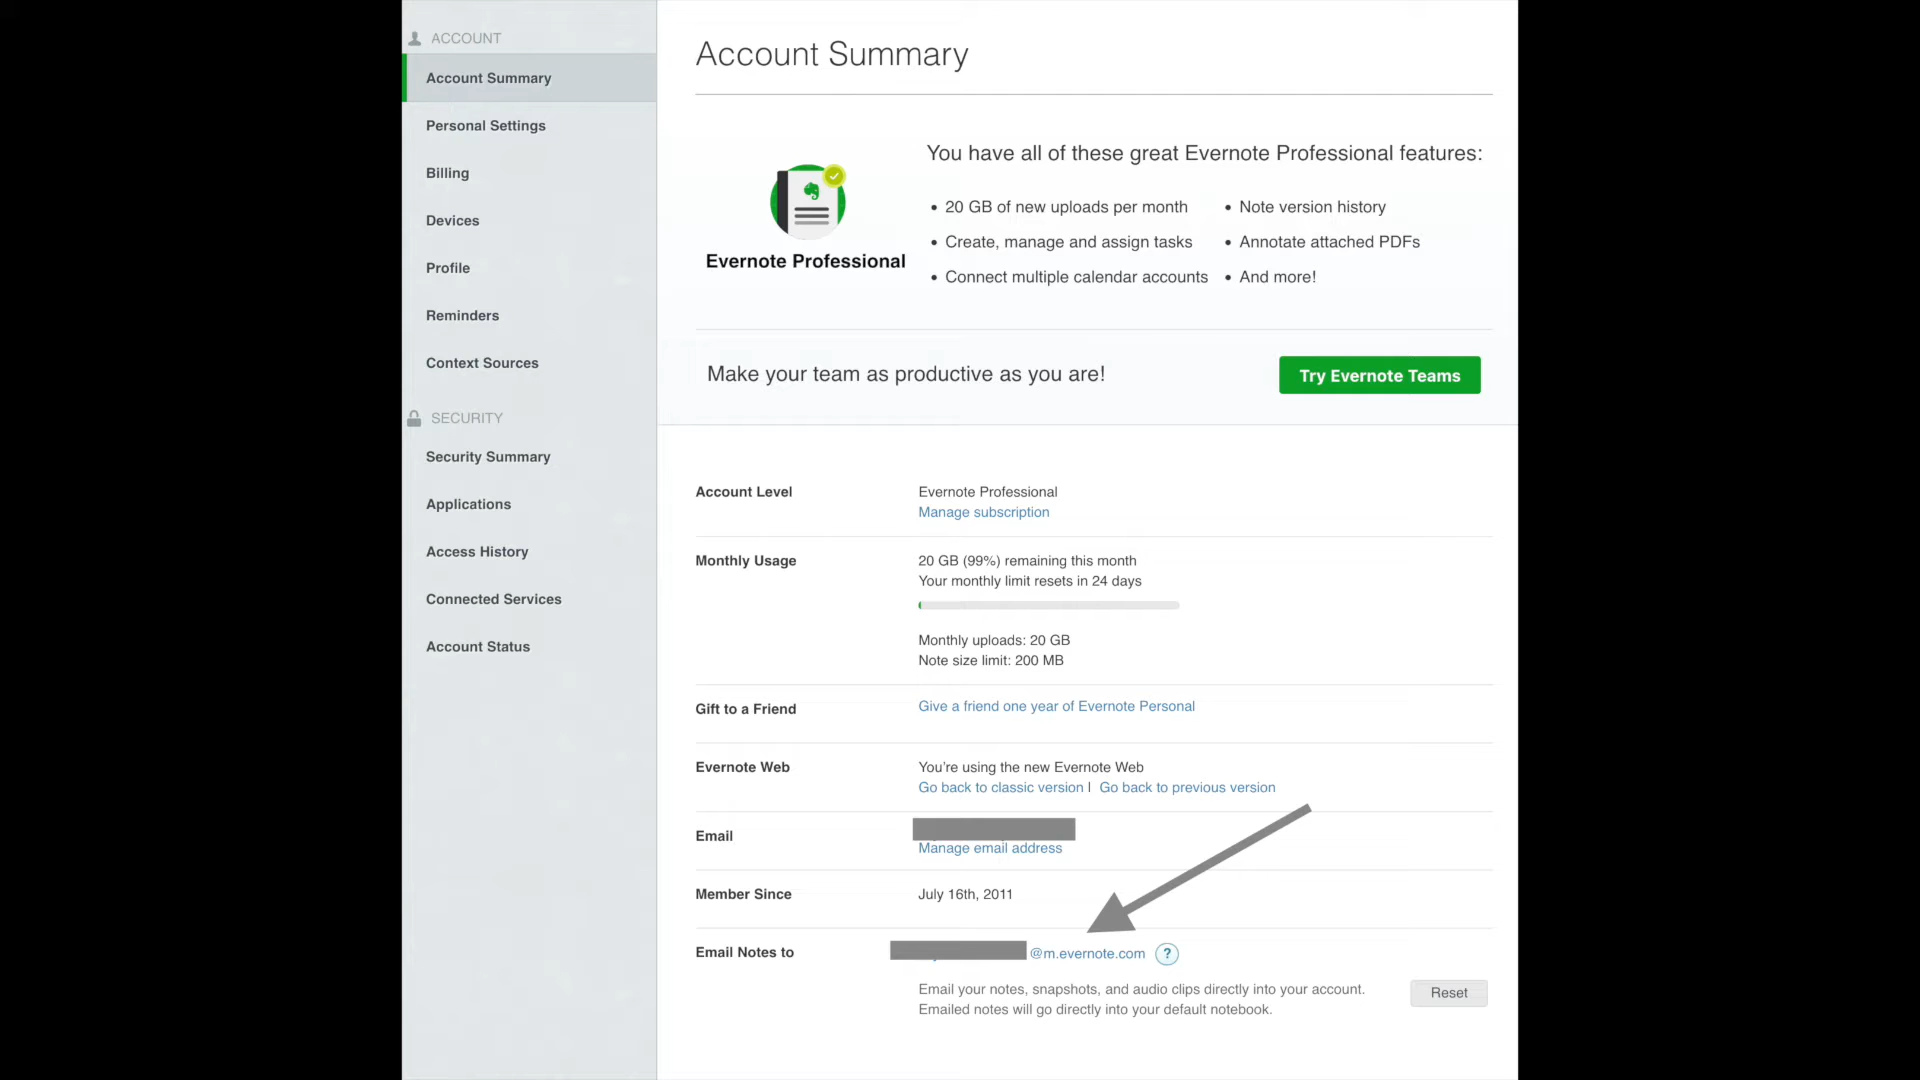 ACCOUNT
Account Summary
Personal Settings
Billing
Devices
Profile
Reminders
Context Sources
SECURITY
Security Summary
Applications
Access History
Connected Services
Account Status
Account Summary
Evernote Professional
You have all of these great Evernote Professional features:
• 20 GB of new uploads per month
• Create, manage and assign tasks
• Connect multiple calendar accounts
• Note version history
• Annotate attached PDFs
• And more!
Make your team as productive as you are!
Try Evernote Teams
Account Level
Evernote Professional
Manage subscription
Monthly Usage
20 GB (99%) remaining this month
Your monthly limit resets in 24 days
Monthly uploads: 20 GB
Note size limit: 200 MB
Gift to a Friend
Give a friend one year of Evernote Personal
Evernote Web
You’re using the new Evernote Web
Go back to classic version | Go back to previous version
Email
Manage email address
Member Since
July 16th, 2011
Email Notes to
@m.evernote.com ?
Email your notes, snapshots, and audio clips directly into your account.
Emailed notes will go directly into your default notebook.
Reset